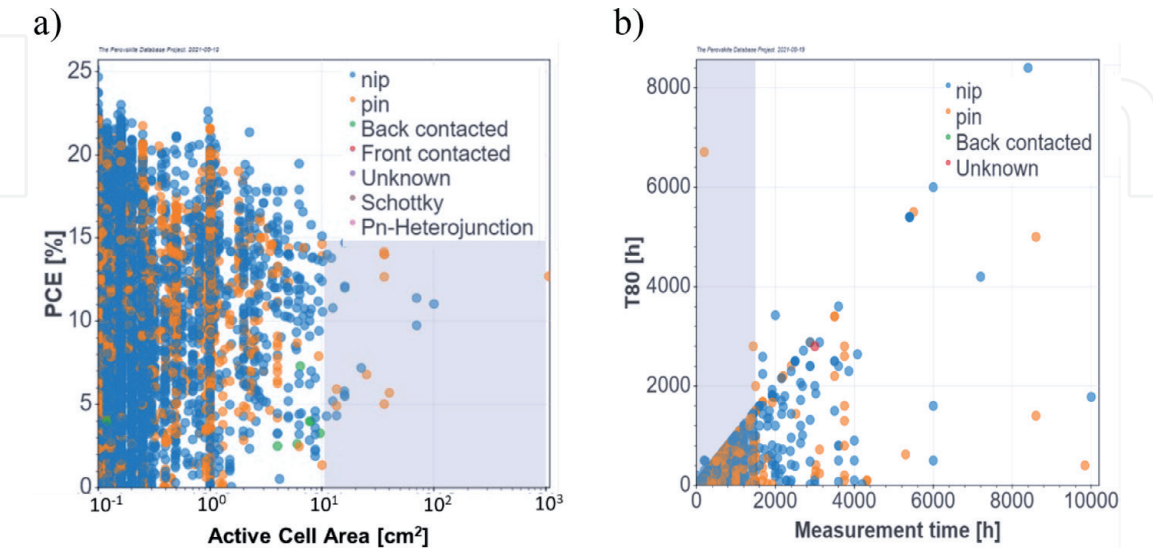 a)
The Perovskite Database Project 2021-05-12
25
20
15
10
5
0
PCE [%]
nip
pin
Back contacted
Front contacted
Unknown
Schottky
Pn-Heterojunction
10⁻¹
10⁰
10¹
10²
10³
Active Cell Area [cm²]
b)
The Perovskite Database Project 2021-05-15
8000
6000
4000
2000
0
T80 [h]
nip
pin
Back contacted
Unknown
0
2000
4000
6000
8000
10000
Measurement time [h]